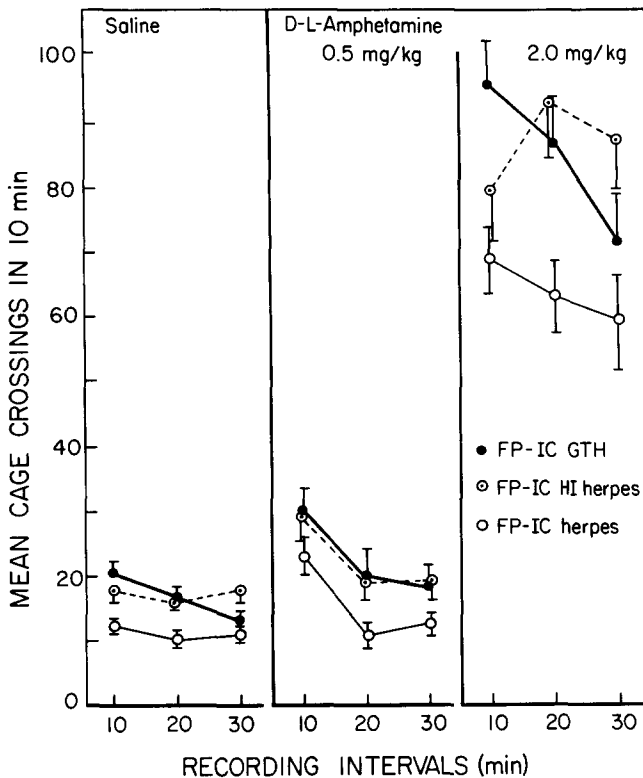 Saline
D-L-Amphetamine
0.5 mg/kg
2.0 mg/kg
100
80
60
40
20
0
MEAN CAGE CROSSINGS IN 10 min
FP-IC GTH
FP-IC HI herpes
FP-IC herpes
10 20 30 10 20 30 10 20 30
RECORDING INTERVALS (min)